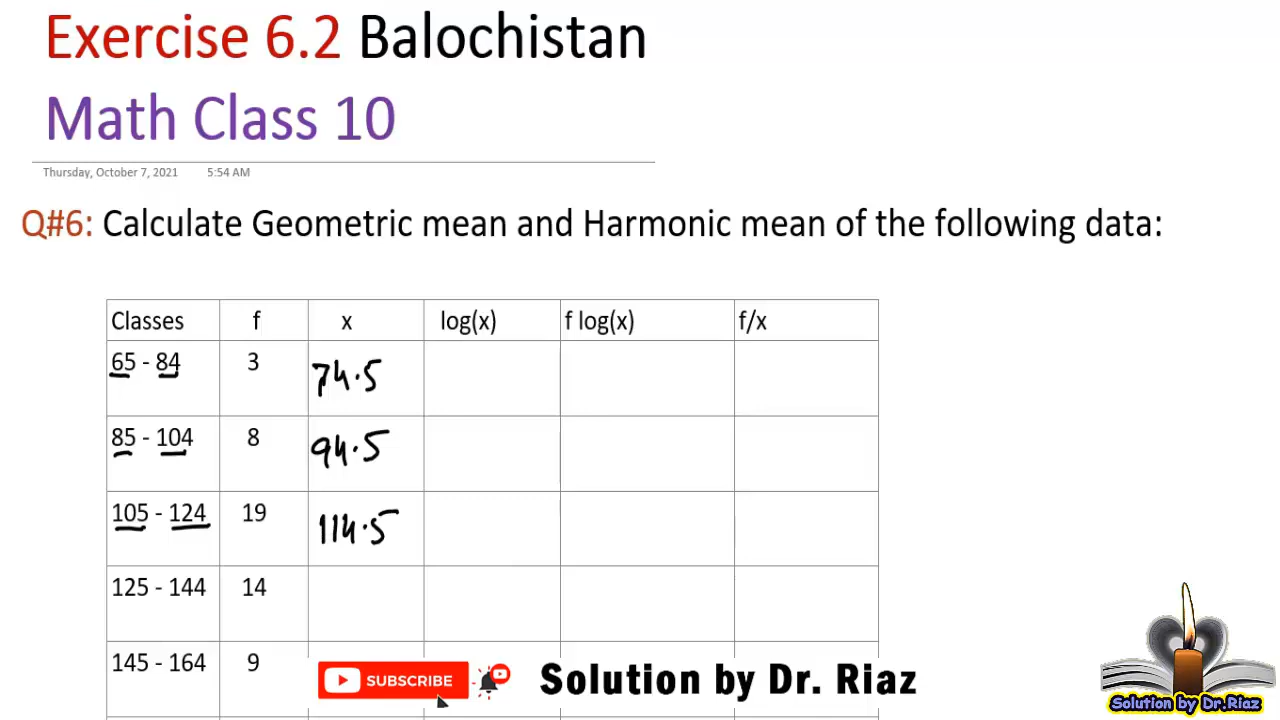 Exercise 6.2 Balochistan
Math Class 10
Thursday, October 7, 2021 5:54 AM
Q#6: Calculate Geometric mean and Harmonic mean of the following data:
Classes f x log(x) f log(x) f/x
65 - 84 3 74.5
85 - 104 8 94.5
105 - 124 19 114.5
125 - 144 14
145 - 164 9
SUBSCRIBE Solution by Dr. Riaz
Solution by Dr.Riaz